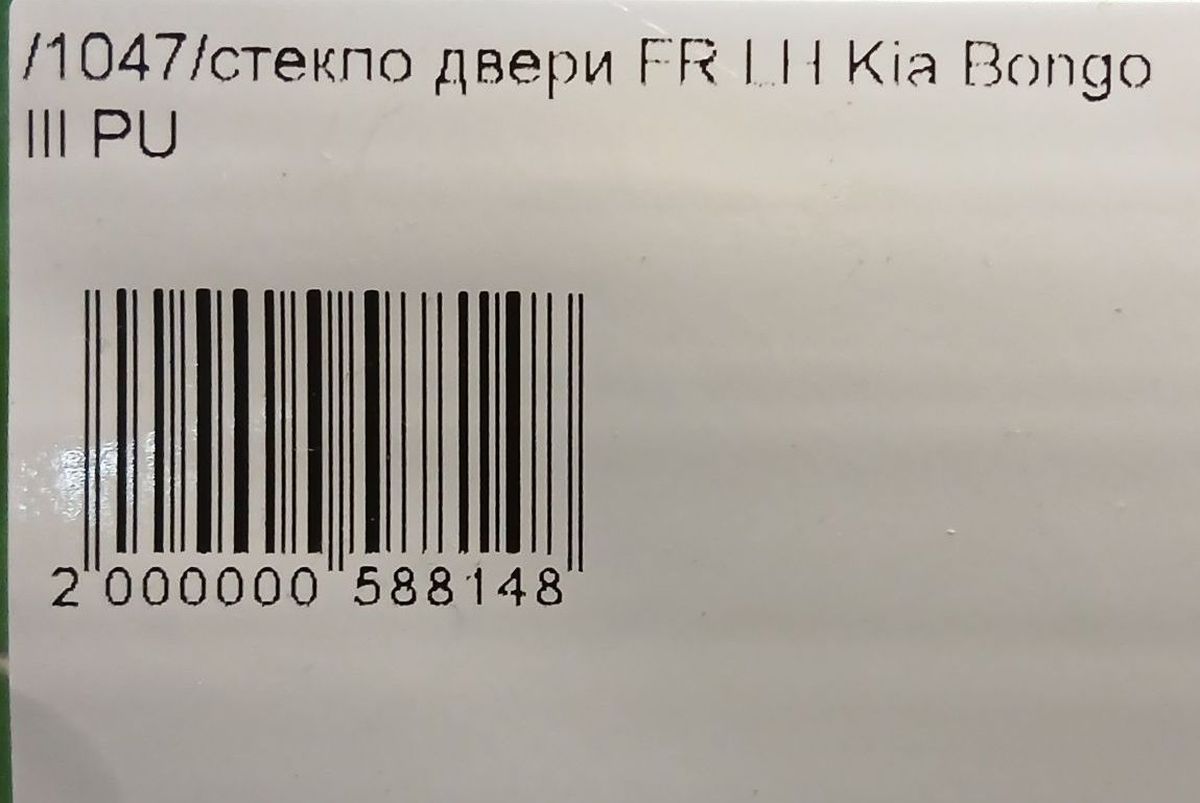 /1047/стекло двери FR LH Kia Bongo
III PU
2 000000 588148